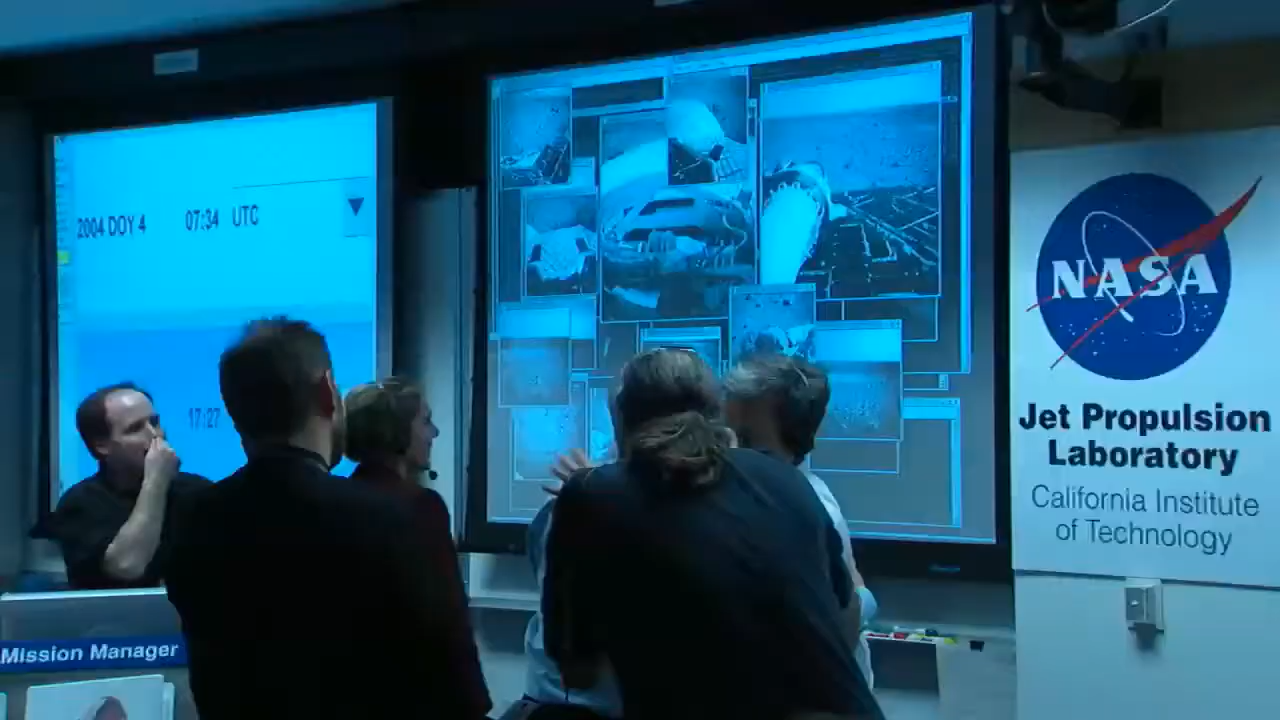 2004 DOY 4 07:34 UTC
17:27
NASA
Jet Propulsion
Laboratory
California Institute
of Technology
Mission Manager